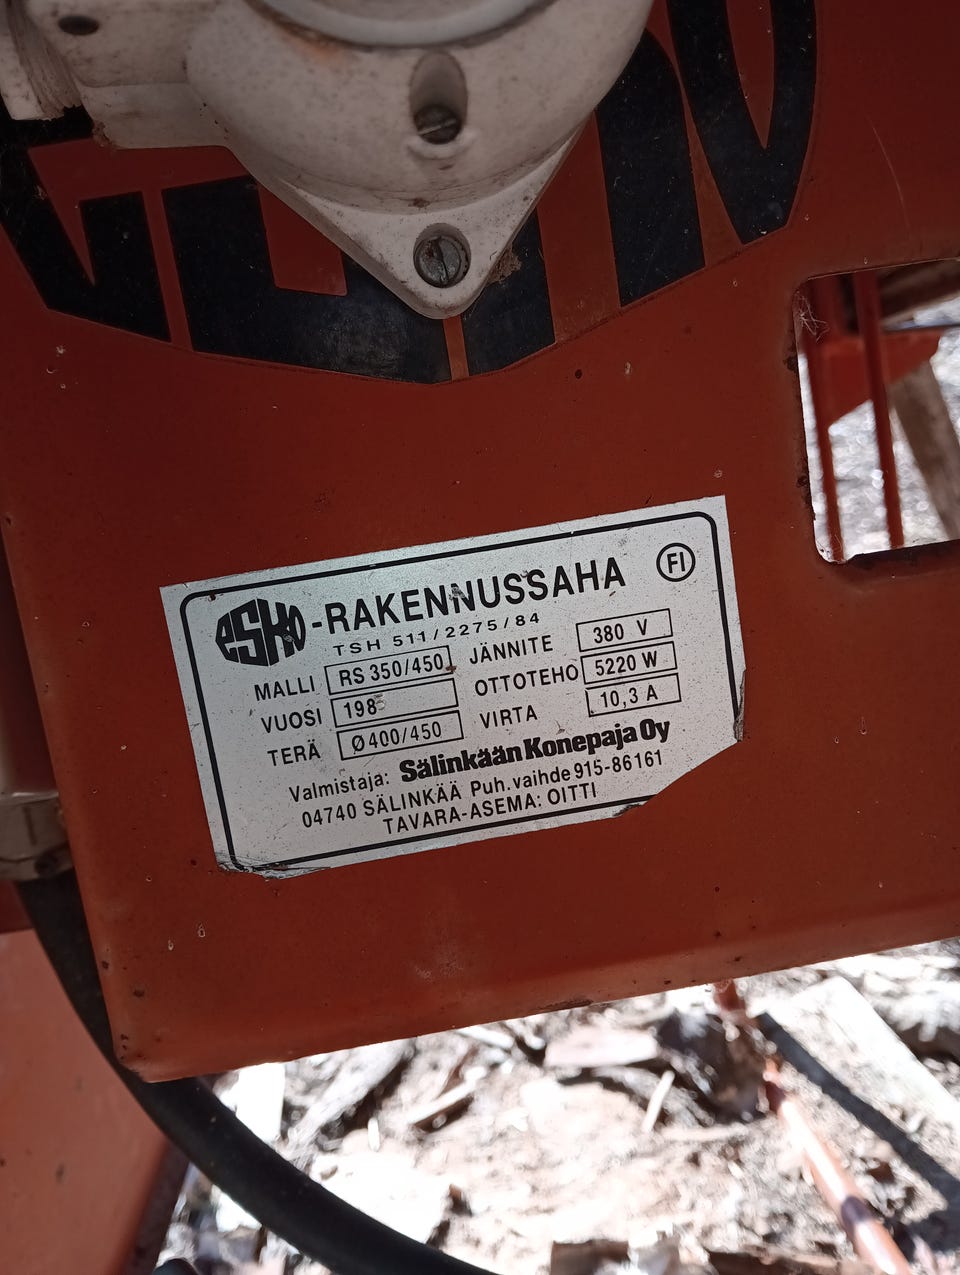 esko-RAKENNUSSAHA FI
TSH 511/2275/84
MALLI RS 350/450 JÄNNITE 380 V
VUOSI 198 OTTOTEHO 5220 W
TERÄ Ø400/450 VIRTA 10,3 A
Valmistaja: Sälinkään Konepaja Oy
04740 SÄLINKÄÄ Puh.vaihde 915-86161
TAVARA-ASEMA: OITTI